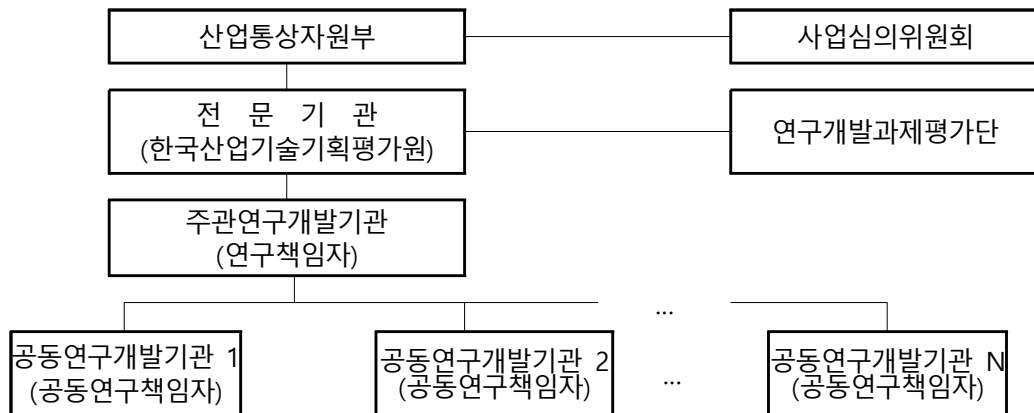 산업통상자원부
사업심의위원회
전 문 기 관
(한국산업기술기획평가원)
연구개발과제평가단
주관연구개발기관
(연구책임자)
...
공동연구개발기관 1
(공동연구책임자)
공동연구개발기관 2
(공동연구책임자)
...
공동연구개발기관 N
(공동연구책임자)